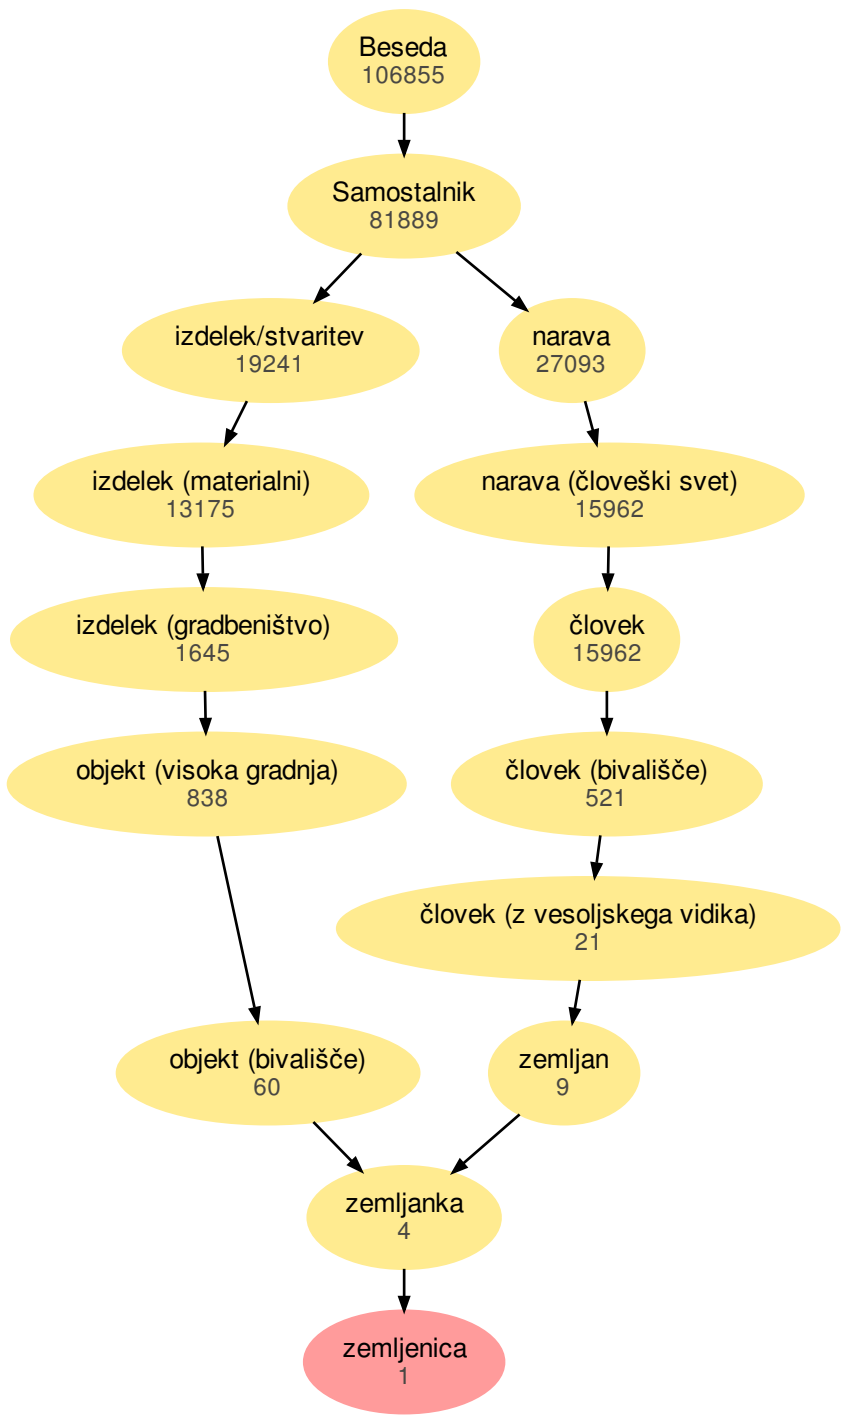 Beseda
106855
Samostalnik
81889
izdelek/stvaritev
19241
narava
27093
izdelek (materialni)
13175
narava (človeški svet)
15962
izdelek (gradbeništvo)
1645
človek
15962
objekt (visoka gradnja)
838
človek (bivališče)
521
človek (z vesoljskega vidika)
21
objekt (bivališče)
60
zemljan
9
zemljanka
4
zemljenica
1